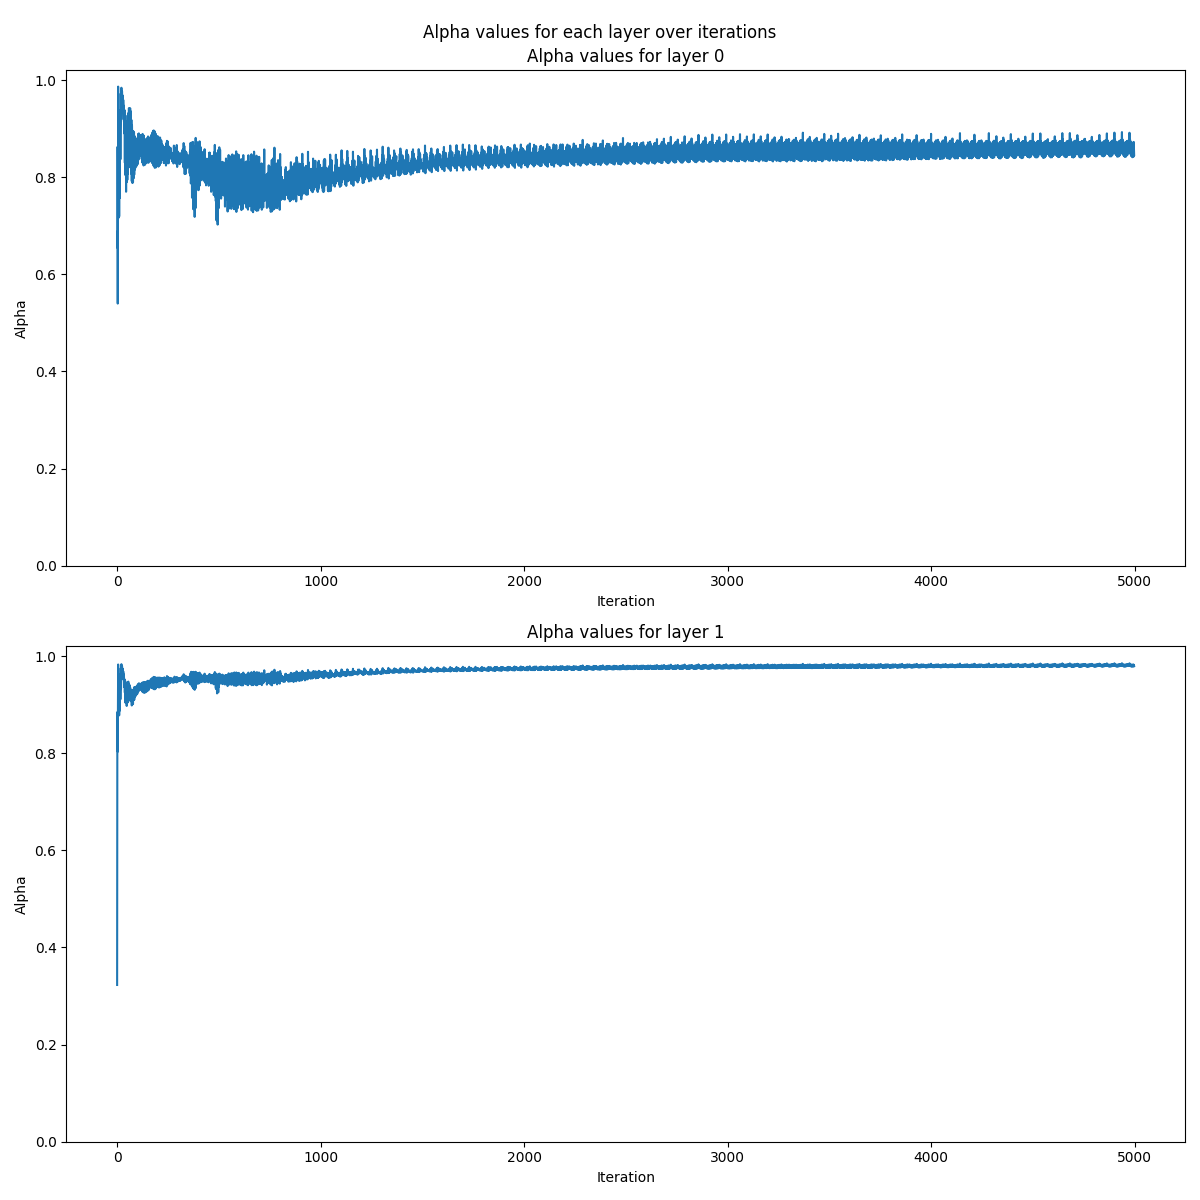 Alpha values for each layer over iterations
Alpha values for layer 0
1.0
0.8
0.6
0.4
0.2
0.0
Alpha
0 1000 2000 3000 4000 5000
Iteration
Alpha values for layer 1
1.0
0.8
0.6
0.4
0.2
0.0
Alpha
0 1000 2000 3000 4000 5000
Iteration